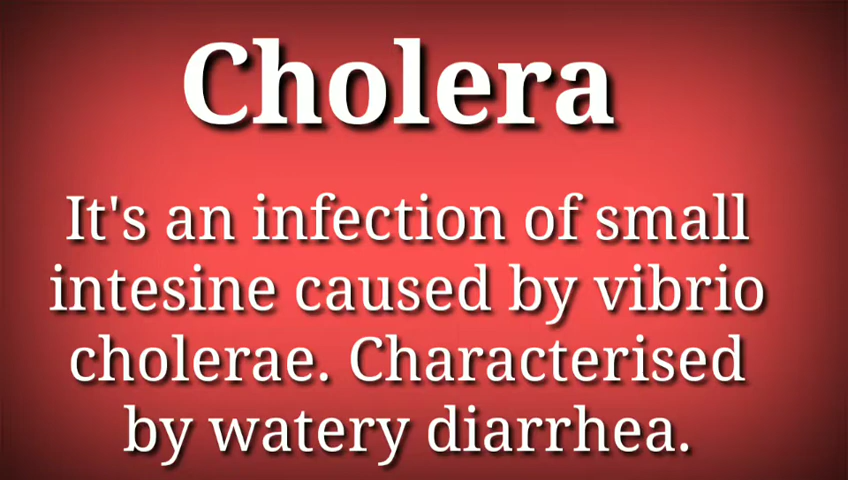 Cholera
It's an infection of small
intesine caused by vibrio
cholerae. Characterised
by watery diarrhea.